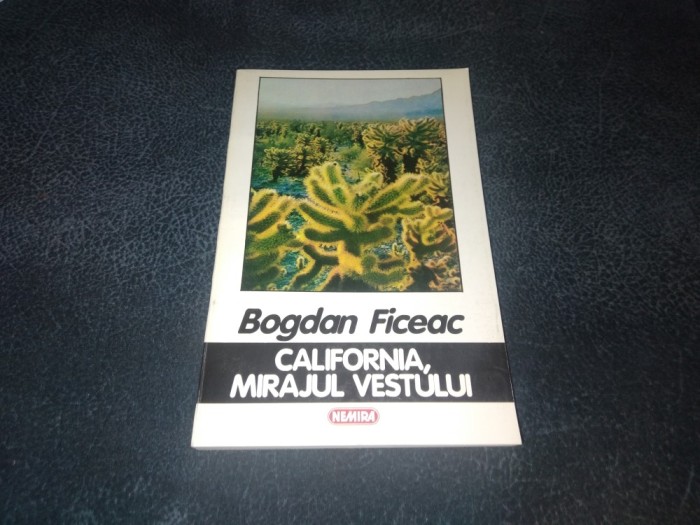 Bogdan Ficeac
CALIFORNIA,
MIRAJUL VESTULUI
NEMIRA